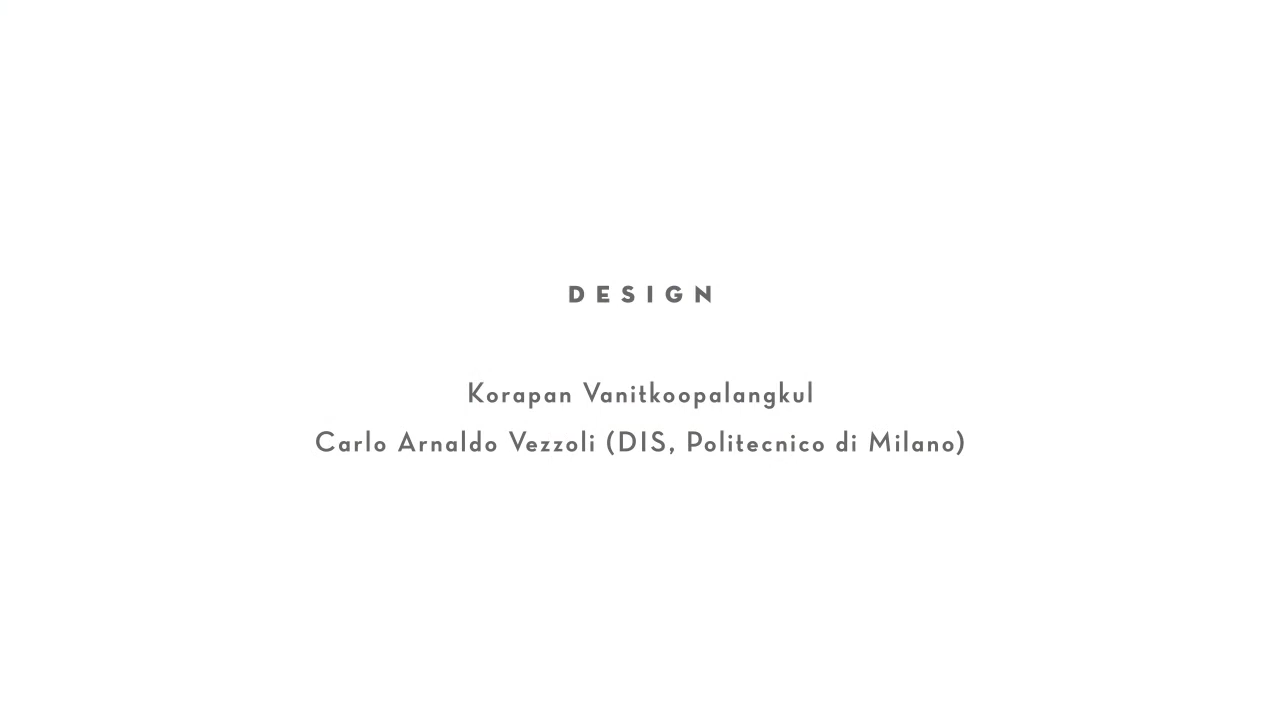 DESIGN
Korapan Vanitkoopalangkul
Carlo Arnaldo Vezzoli (DIS, Politecnico di Milano)